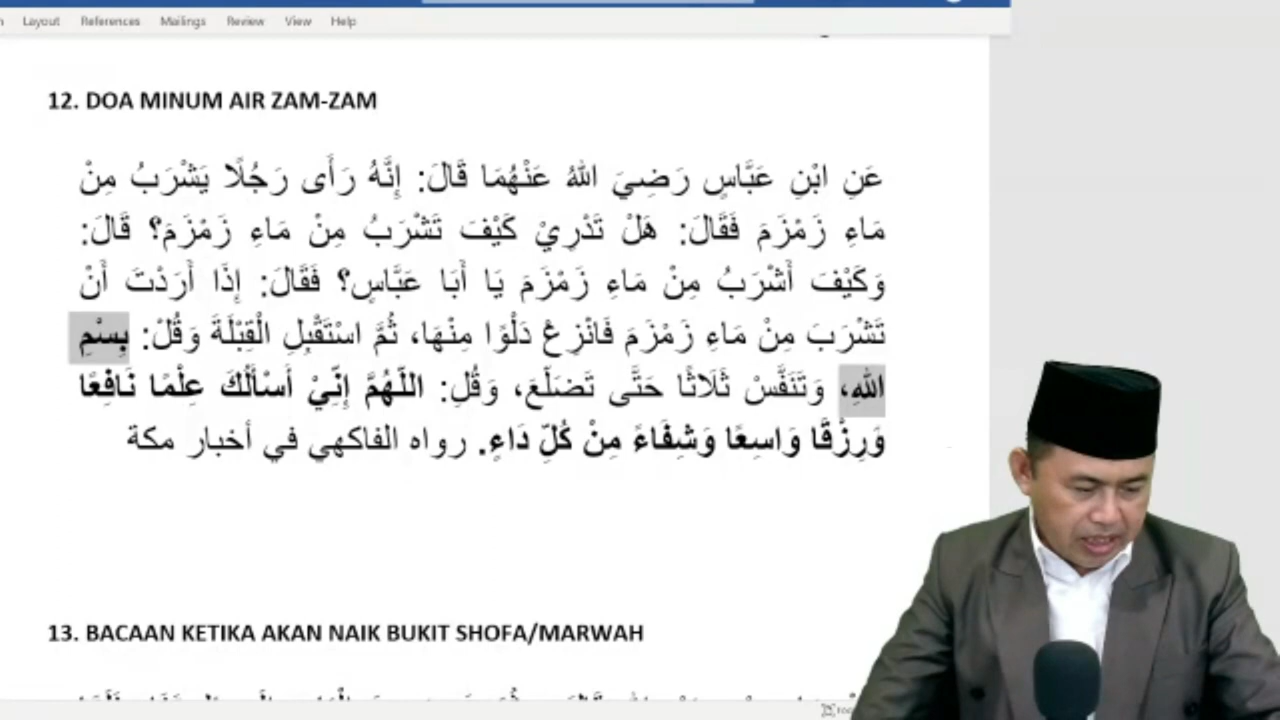 Layout References Mailings Review View Help
12. DOA MINUM AIR ZAM-ZAM
عَنِ ابْنِ عَبَّاسٍ رَضِيَ اللهُ عَنْهُمَا قَالَ: إِنَّهُ رَأَى رَجُلًا يَشْرَبُ مِنْ
مَاءِ زَمْزَمَ فَقَالَ: هَلْ تَدْرِيْ كَيْفَ تَشْرَبُ مِنْ مَاءِ زَمْزَمَ؟ قَالَ:
وَكَيْفَ أَشْرَبُ مِنْ مَاءِ زَمْزَمَ يَا أَبَا عَبَّاسٍ؟ فَقَالَ: إِذَا أَرَدْتَ أَنْ
تَشْرَبَ مِنْ مَاءِ زَمْزَمَ فَانْزِعْ دَلْوًا مِنْهَا، ثُمَّ اسْتَقْبِلِ الْقِبْلَةَ وَقُلْ: بِسْمِ
اللهِ، وَتَنَفَّسْ ثَلَاثًا حَتَّى تَضَلَّعَ، وَقُلِ: اللّهُمَّ إِنِّيْ أَسْأَلُكَ عِلْمًا نَافِعًا
وَرِزْقًا وَاسِعًا وَشِفَاءً مِنْ كُلِّ دَاءٍ. رواه الفاكهي في أخبار مكة
13. BACAAN KETIKA AKAN NAIK BUKIT SHOFA/MARWAH